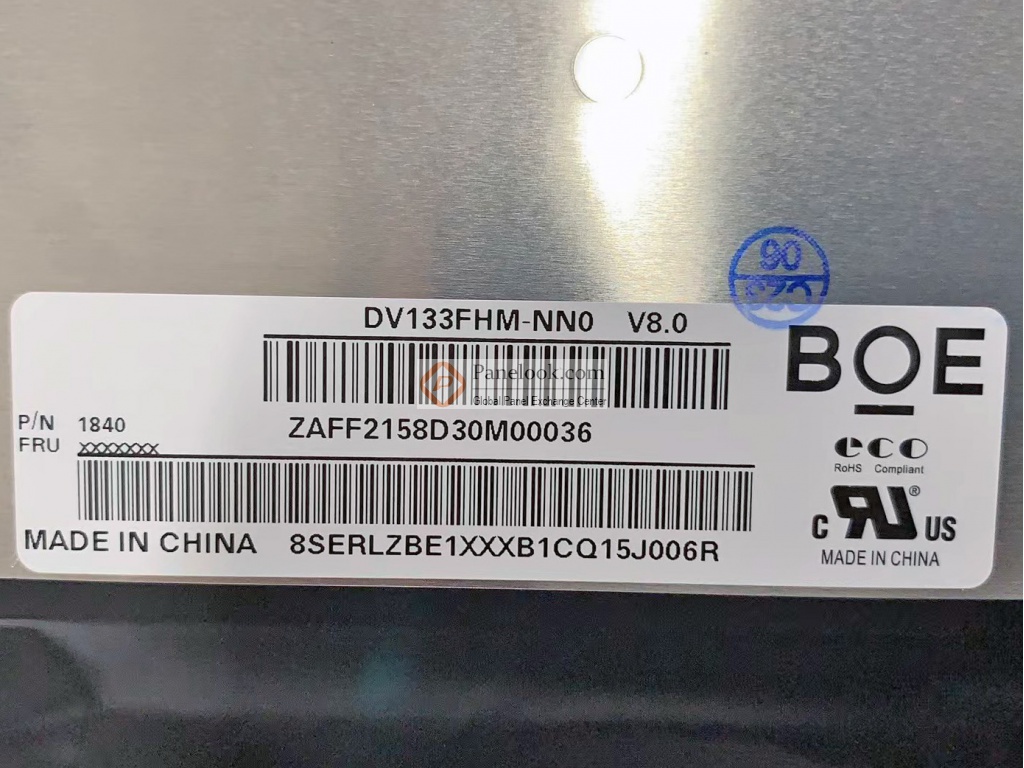 DV133FHM-NN0 V8.0
Panelook.com
Global Panel Exchange Center
ZAFF2158D30M00036
P/N 1840
FRU XXXXXXX
MADE IN CHINA 8SERLZBE1XXXB1CQ15J006R
90
BOE
eco
RoHS Compliant
C RU® US
MADE IN CHINA